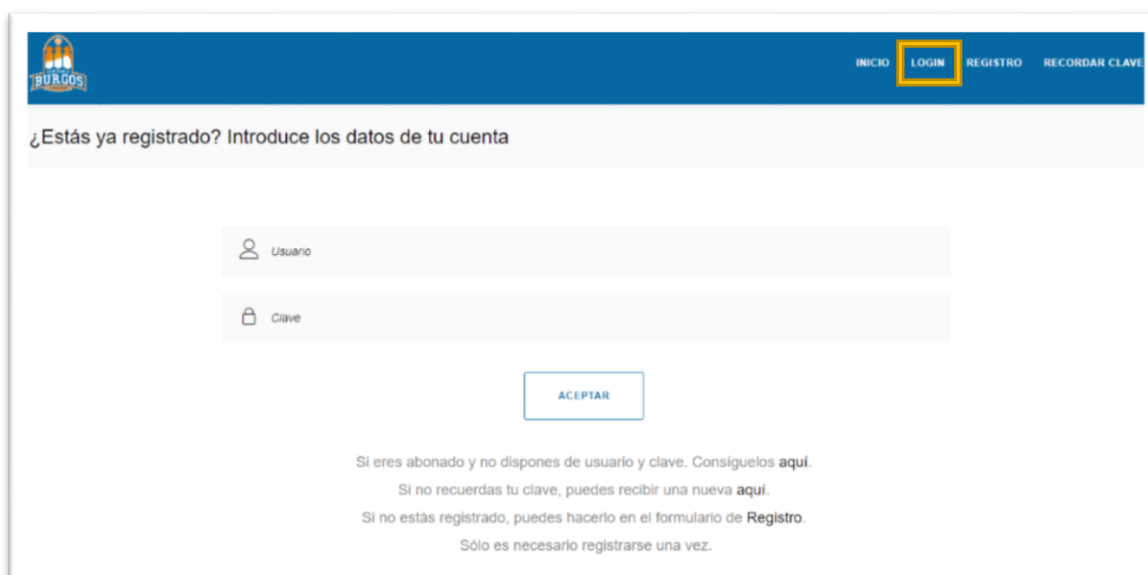 BURGOS
INICIO LOGIN REGISTRO RECORDAR CLAVE
¿Estás ya registrado? Introduce los datos de tu cuenta
Usuario
Clave
ACEPTAR
Si eres abonado y no dispones de usuario y clave. Consíguelos aquí.
Si no recuerdas tu clave, puedes recibir una nueva aquí.
Si no estás registrado, puedes hacerlo en el formulario de Registro.
Sólo es necesario registrarse una vez.